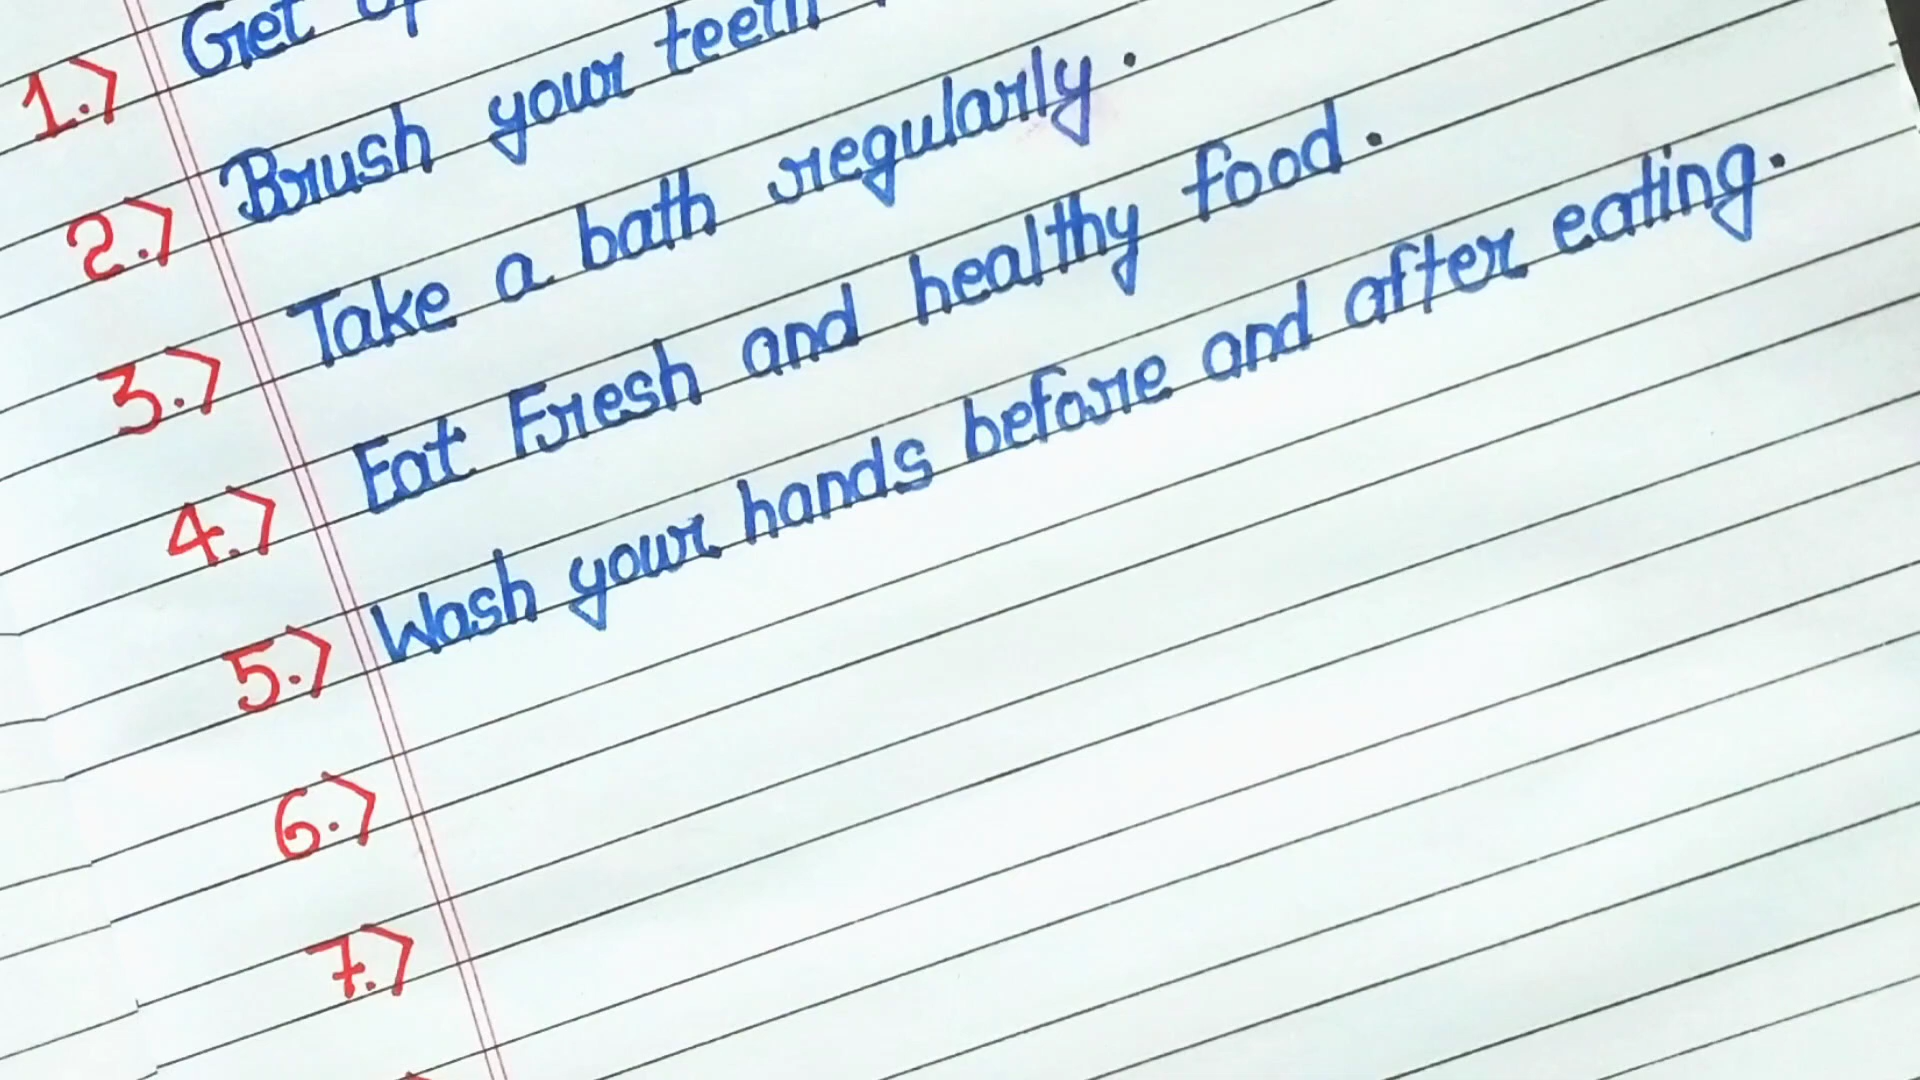 1.) Get
2.) Brush your teeth
3.) Take a bath regularly.
4.) Eat Fresh and healthy food.
5.) Wash your hands before and after eating.
6.)
7.)